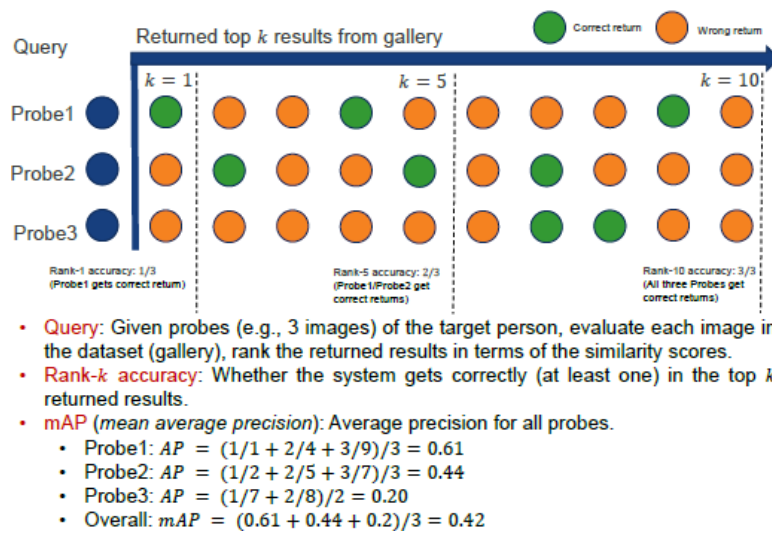 Query
Returned top k results from gallery
Correct return
Wrong return
k = 1
k = 5
k = 10
Probe1
Probe2
Probe3
Rank-1 accuracy: 1/3
(Probe1 gets correct return)
Rank-5 accuracy: 2/3
(Probe1/Probe2 get
correct returns)
Rank-10 accuracy: 3/3
(All three Probes get
correct returns)
• Query: Given probes (e.g., 3 images) of the target person, evaluate each image in
the dataset (gallery), rank the returned results in terms of the similarity scores.
• Rank-k accuracy: Whether the system gets correctly (at least one) in the top k
returned results.
• mAP (mean average precision): Average precision for all probes.
• Probe1: AP = (1/1 + 2/4 + 3/9)/3 = 0.61
• Probe2: AP = (1/2 + 2/5 + 3/7)/3 = 0.44
• Probe3: AP = (1/7 + 2/8)/2 = 0.20
• Overall: mAP = (0.61 + 0.44 + 0.2)/3 = 0.42